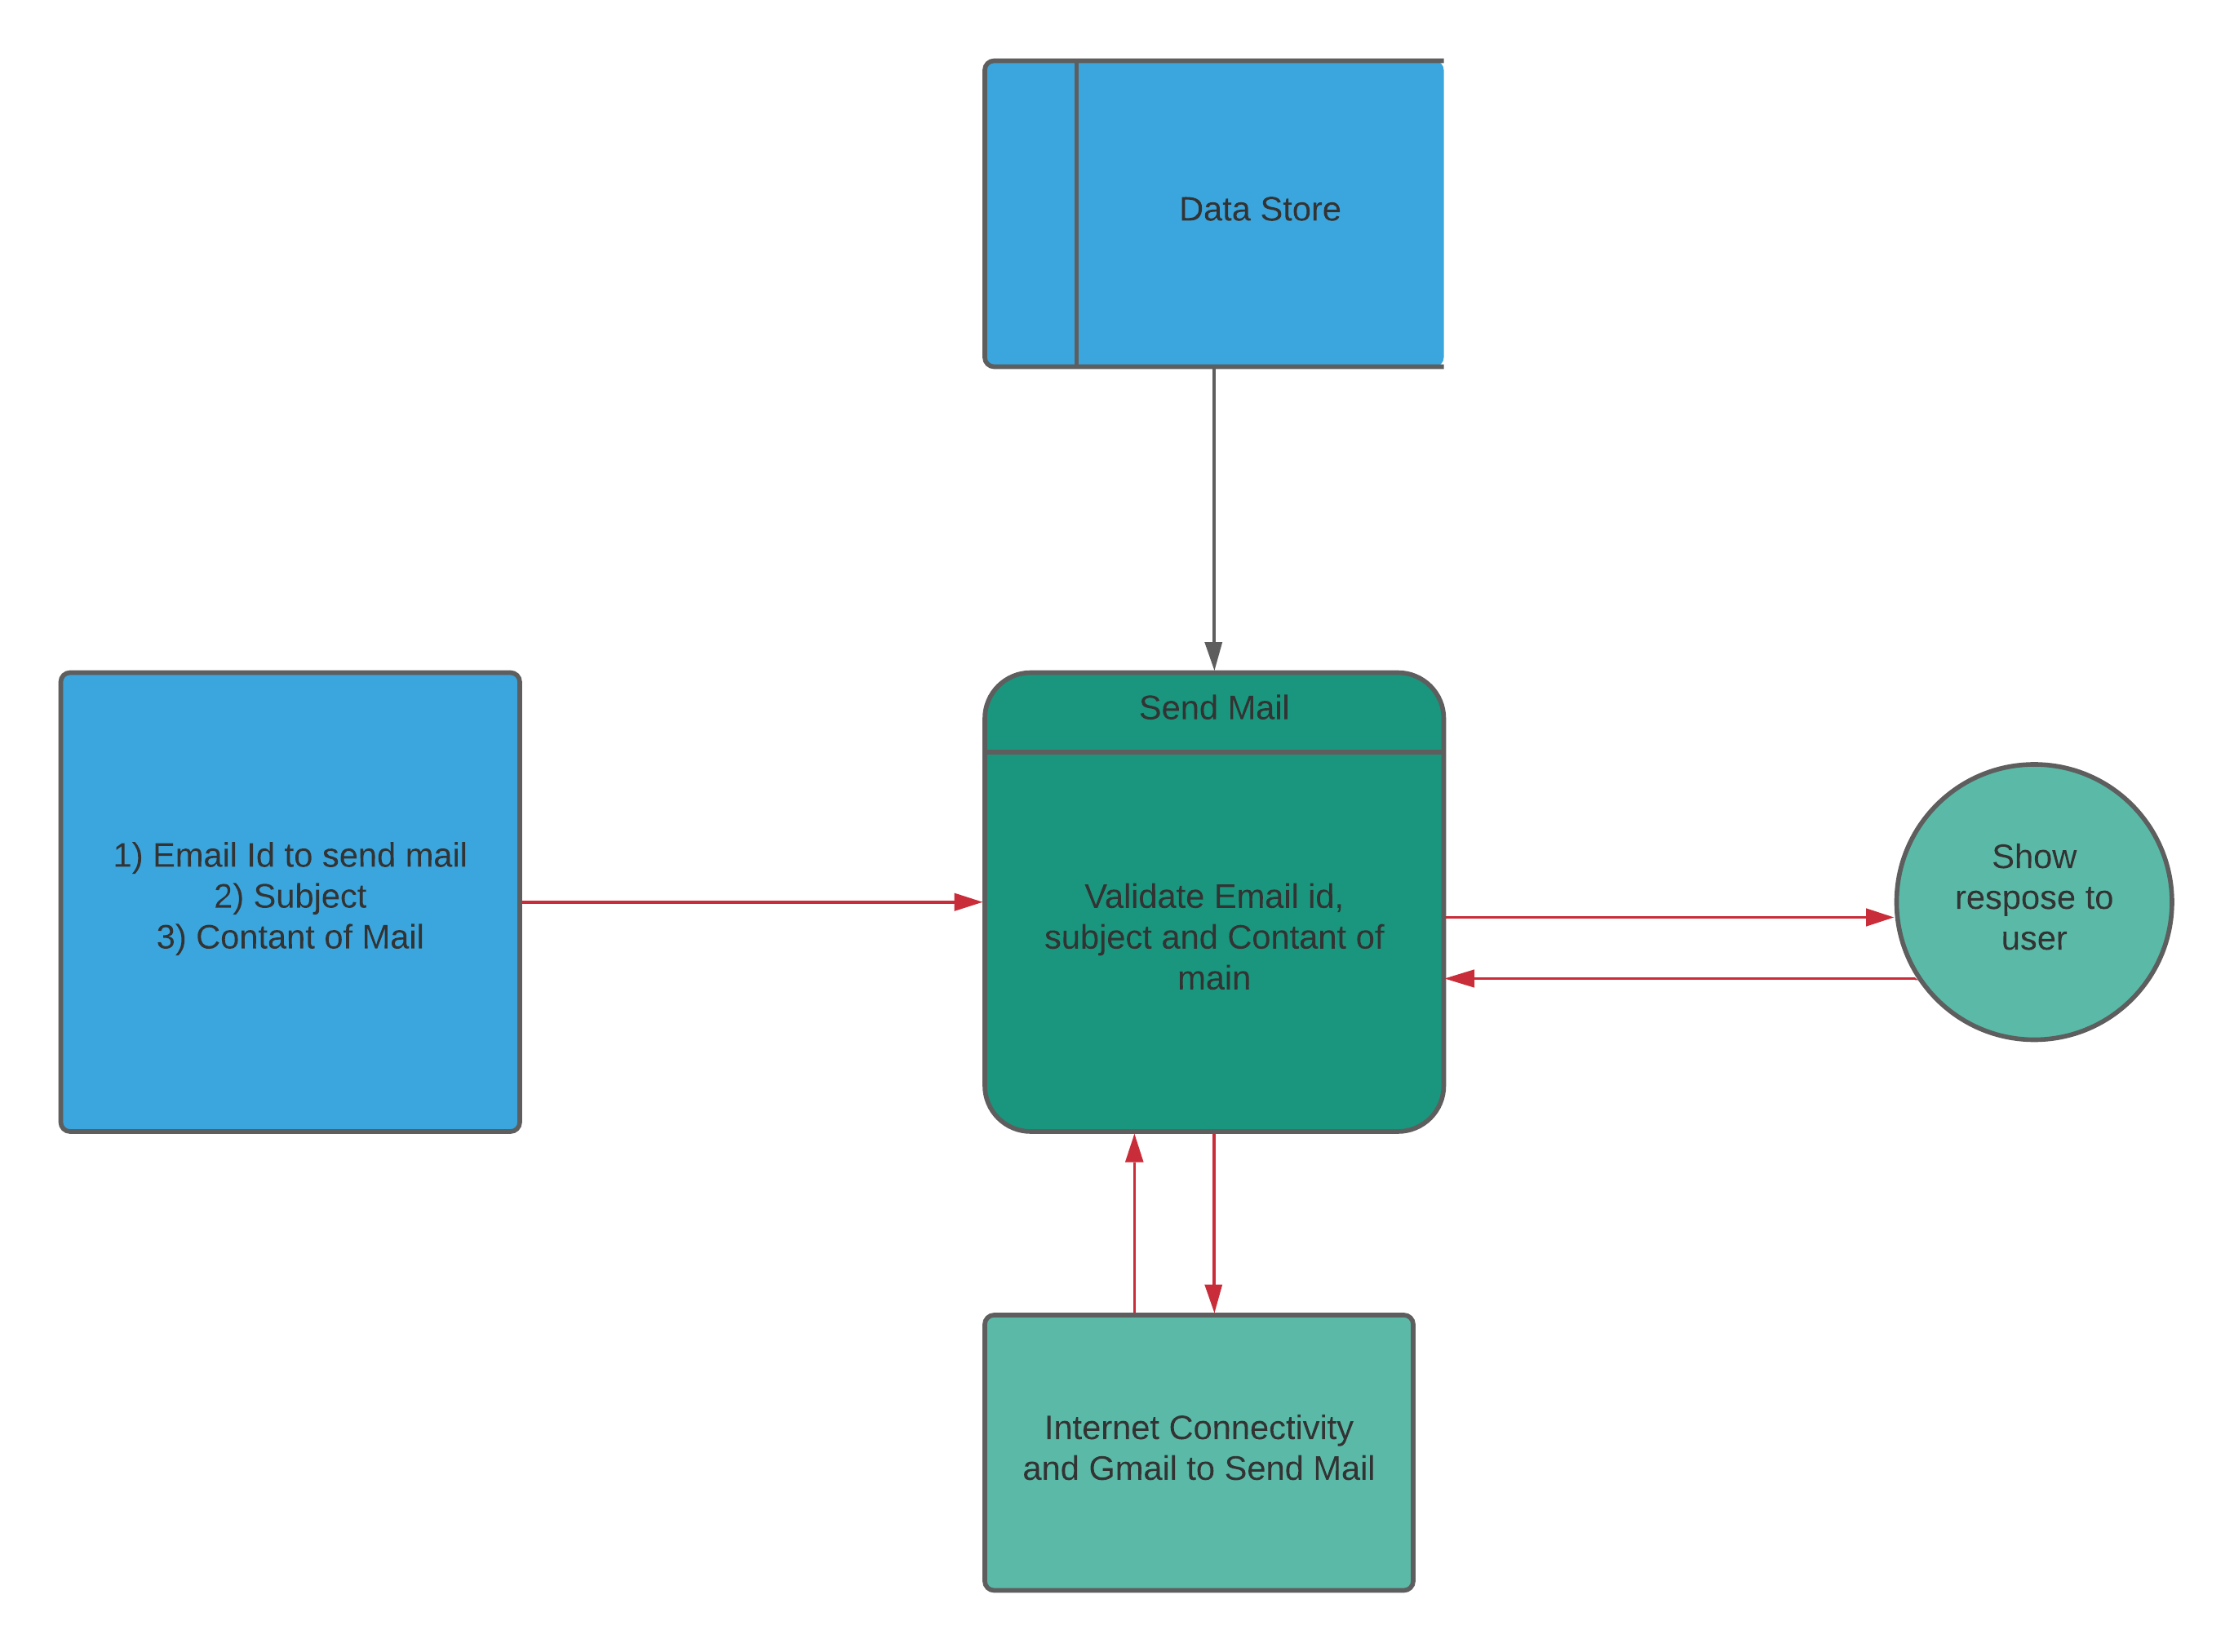 Data Store
Send Mail
1) Email Id to send mail
2) Subject
3) Contant of Mail
Validate Email id,
subject and Contant of
main
Show
respose to
user
Internet Connectivity
and Gmail to Send Mail